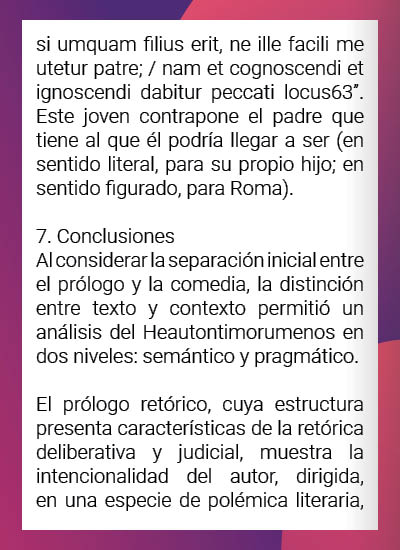 si umquam filius erit, ne ille facili me
utetur patre; / nam et cognoscendi et
ignoscendi dabitur peccati locus63”.
Este joven contrapone el padre que
tiene al que él podría llegar a ser (en
sentido literal, para su propio hijo; en
sentido figurado, para Roma).
7. Conclusiones
Al considerar la separación inicial entre
el prólogo y la comedia, la distinción
entre texto y contexto permitió un
análisis del Heautontimorumenos en
dos niveles: semántico y pragmático.
El prólogo retórico, cuya estructura
presenta características de la retórica
deliberativa y judicial, muestra la
intencionalidad del autor, dirigida,
en una especie de polémica literaria,